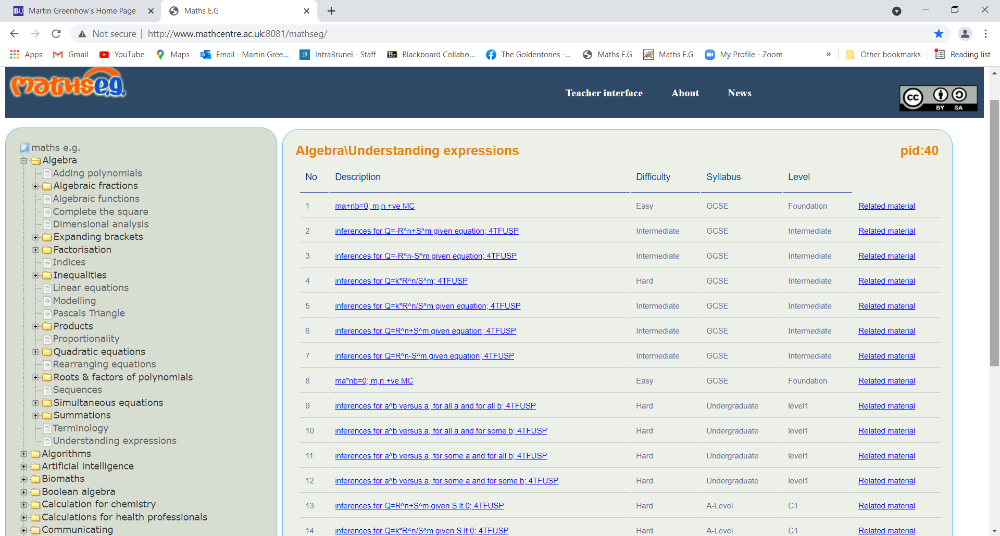 BU Martin Greenhow's Home Page
Maths E.G
Not secure | http://www.mathcentre.ac.uk:8081/mathseg/
Apps Gmail YouTube Maps Email - Martin Gree... IB IntraBrunel - Staff Bb Blackboard Collabo... The Goldentones -... Maths E.G Maths E.G My Profile - Zoom » Other bookmarks Reading list
mathse.g.
Teacher interface About News
cc BY SA
maths e.g.
Algebra
Adding polynomials
Algebraic fractions
Algebraic functions
Complete the square
Dimensional analysis
Expanding brackets
Factorisation
Indices
Inequalities
Linear equations
Modelling
Pascals Triangle
Products
Proportionality
Quadratic equations
Rearranging equations
Roots & factors of polynomials
Sequences
Simultaneous equations
Summations
Terminology
Understanding expressions
Algorithms
Artificial intelligence
Biomaths
Boolean algebra
Calculation for chemistry
Calculations for health professionals
Communicating
Algebra\Understanding expressions pid:40
No Description Difficulty Syllabus Level
1 ma+nb=0; m,n +ve MC Easy GCSE Foundation Related material
2 inferences for Q=-R^n+S^m given equation; 4TFUSP Intermediate GCSE Intermediate Related material
3 inferences for Q=-R^n-S^m given equation; 4TFUSP Intermediate GCSE Intermediate Related material
4 inferences for Q=k*R^n/S^m; 4TFUSP Hard GCSE Intermediate Related material
5 inferences for Q=k*R^n/S^m given equation; 4TFUSP Intermediate GCSE Intermediate Related material
6 inferences for Q=R^n+S^m given equation; 4TFUSP Intermediate GCSE Intermediate Related material
7 inferences for Q=R^n-S^m given equation; 4TFUSP Intermediate GCSE Intermediate Related material
8 ma*nb=0; m,n +ve MC Easy GCSE Foundation Related material
9 inferences for a^b versus a, for all a and for all b; 4TFUSP Hard Undergraduate level1 Related material
10 inferences for a^b versus a, for all a and for some b; 4TFUSP Hard Undergraduate level1 Related material
11 inferences for a^b versus a, for some a and for all b; 4TFUSP Hard Undergraduate level1 Related material
12 inferences for a^b versus a, for some a and for some b; 4TFUSP Hard Undergraduate level1 Related material
13 inferences for Q=R^n+S^m given S lt 0; 4TFUSP Hard A-Level C1 Related material
14 inferences for Q=k*R^n/S^m given S lt 0; 4TFUSP Hard A-Level C1 Related material